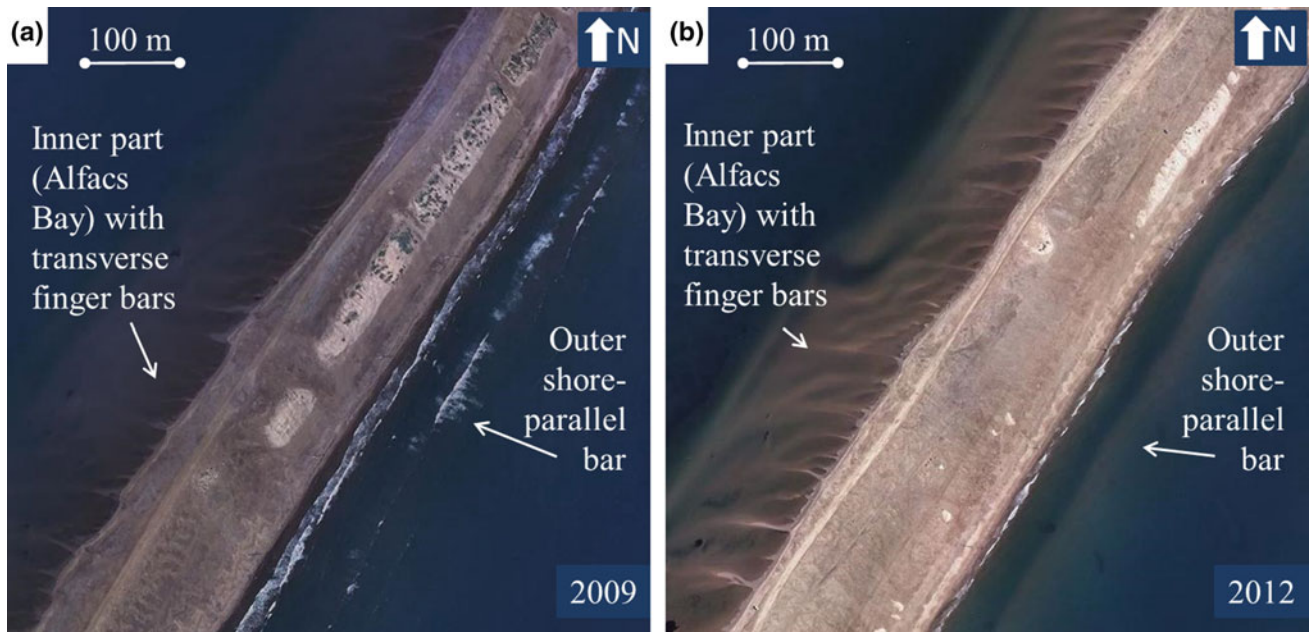 (a)
100 m
N
Inner part
(Alfacs
Bay) with
transverse
finger bars
Outer
shore-
parallel
bar
2009
(b)
100 m
N
Inner part
(Alfacs
Bay) with
transverse
finger bars
Outer
shore-
parallel
bar
2012